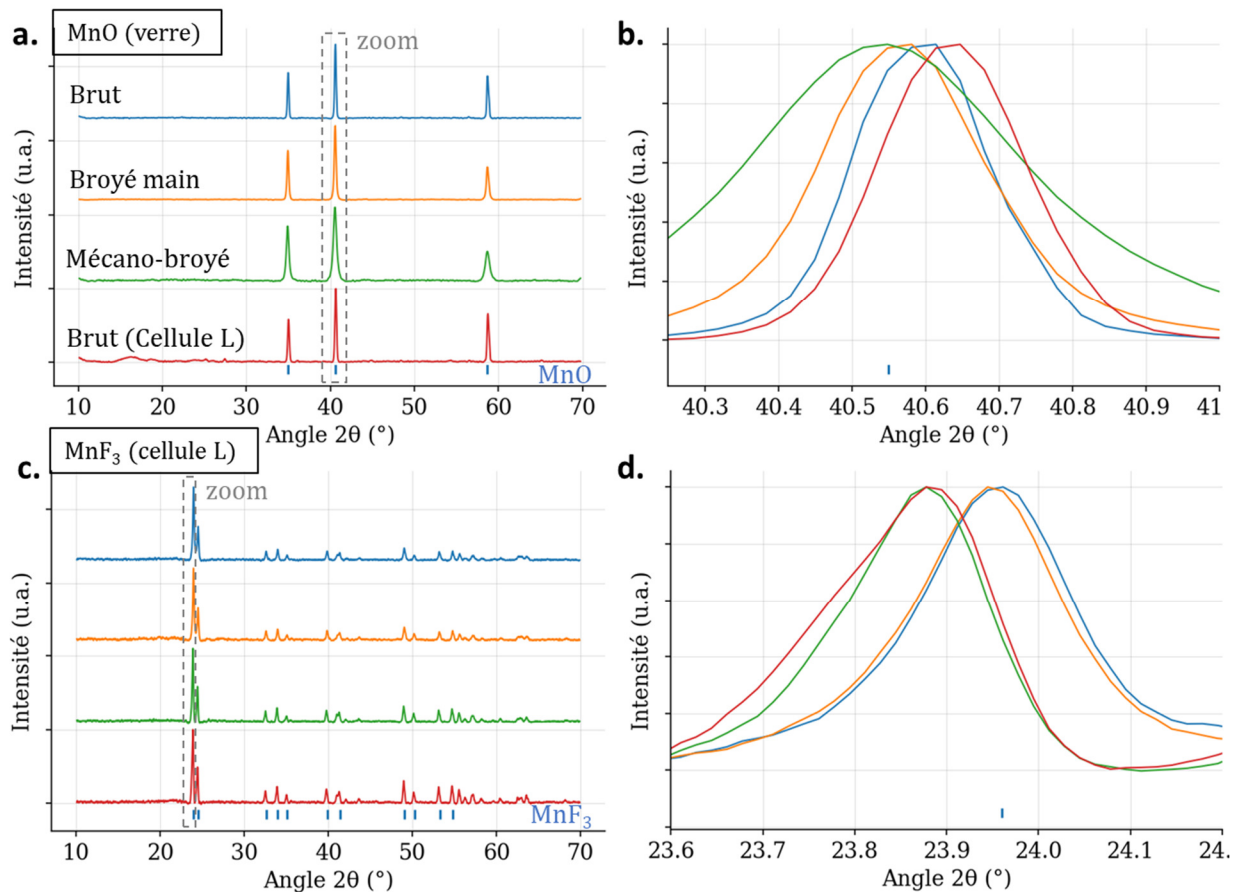 a.
MnO (verre)
zoom
Brut
Broyé main
Mécano-broyé
Brut (Cellule L)
MnO
Intensité (u.a.)
10 20 30 40 50 60 70
Angle 2θ (°)
b.
Intensité (u.a.)
40.3 40.4 40.5 40.6 40.7 40.8 40.9 41
Angle 2θ (°)
c.
MnF₃ (cellule L)
zoom
MnF₃
Intensité (u.a.)
10 20 30 40 50 60 70
Angle 2θ (°)
d.
Intensité (u.a.)
23.6 23.7 23.8 23.9 24.0 24.1 24.
Angle 2θ (°)